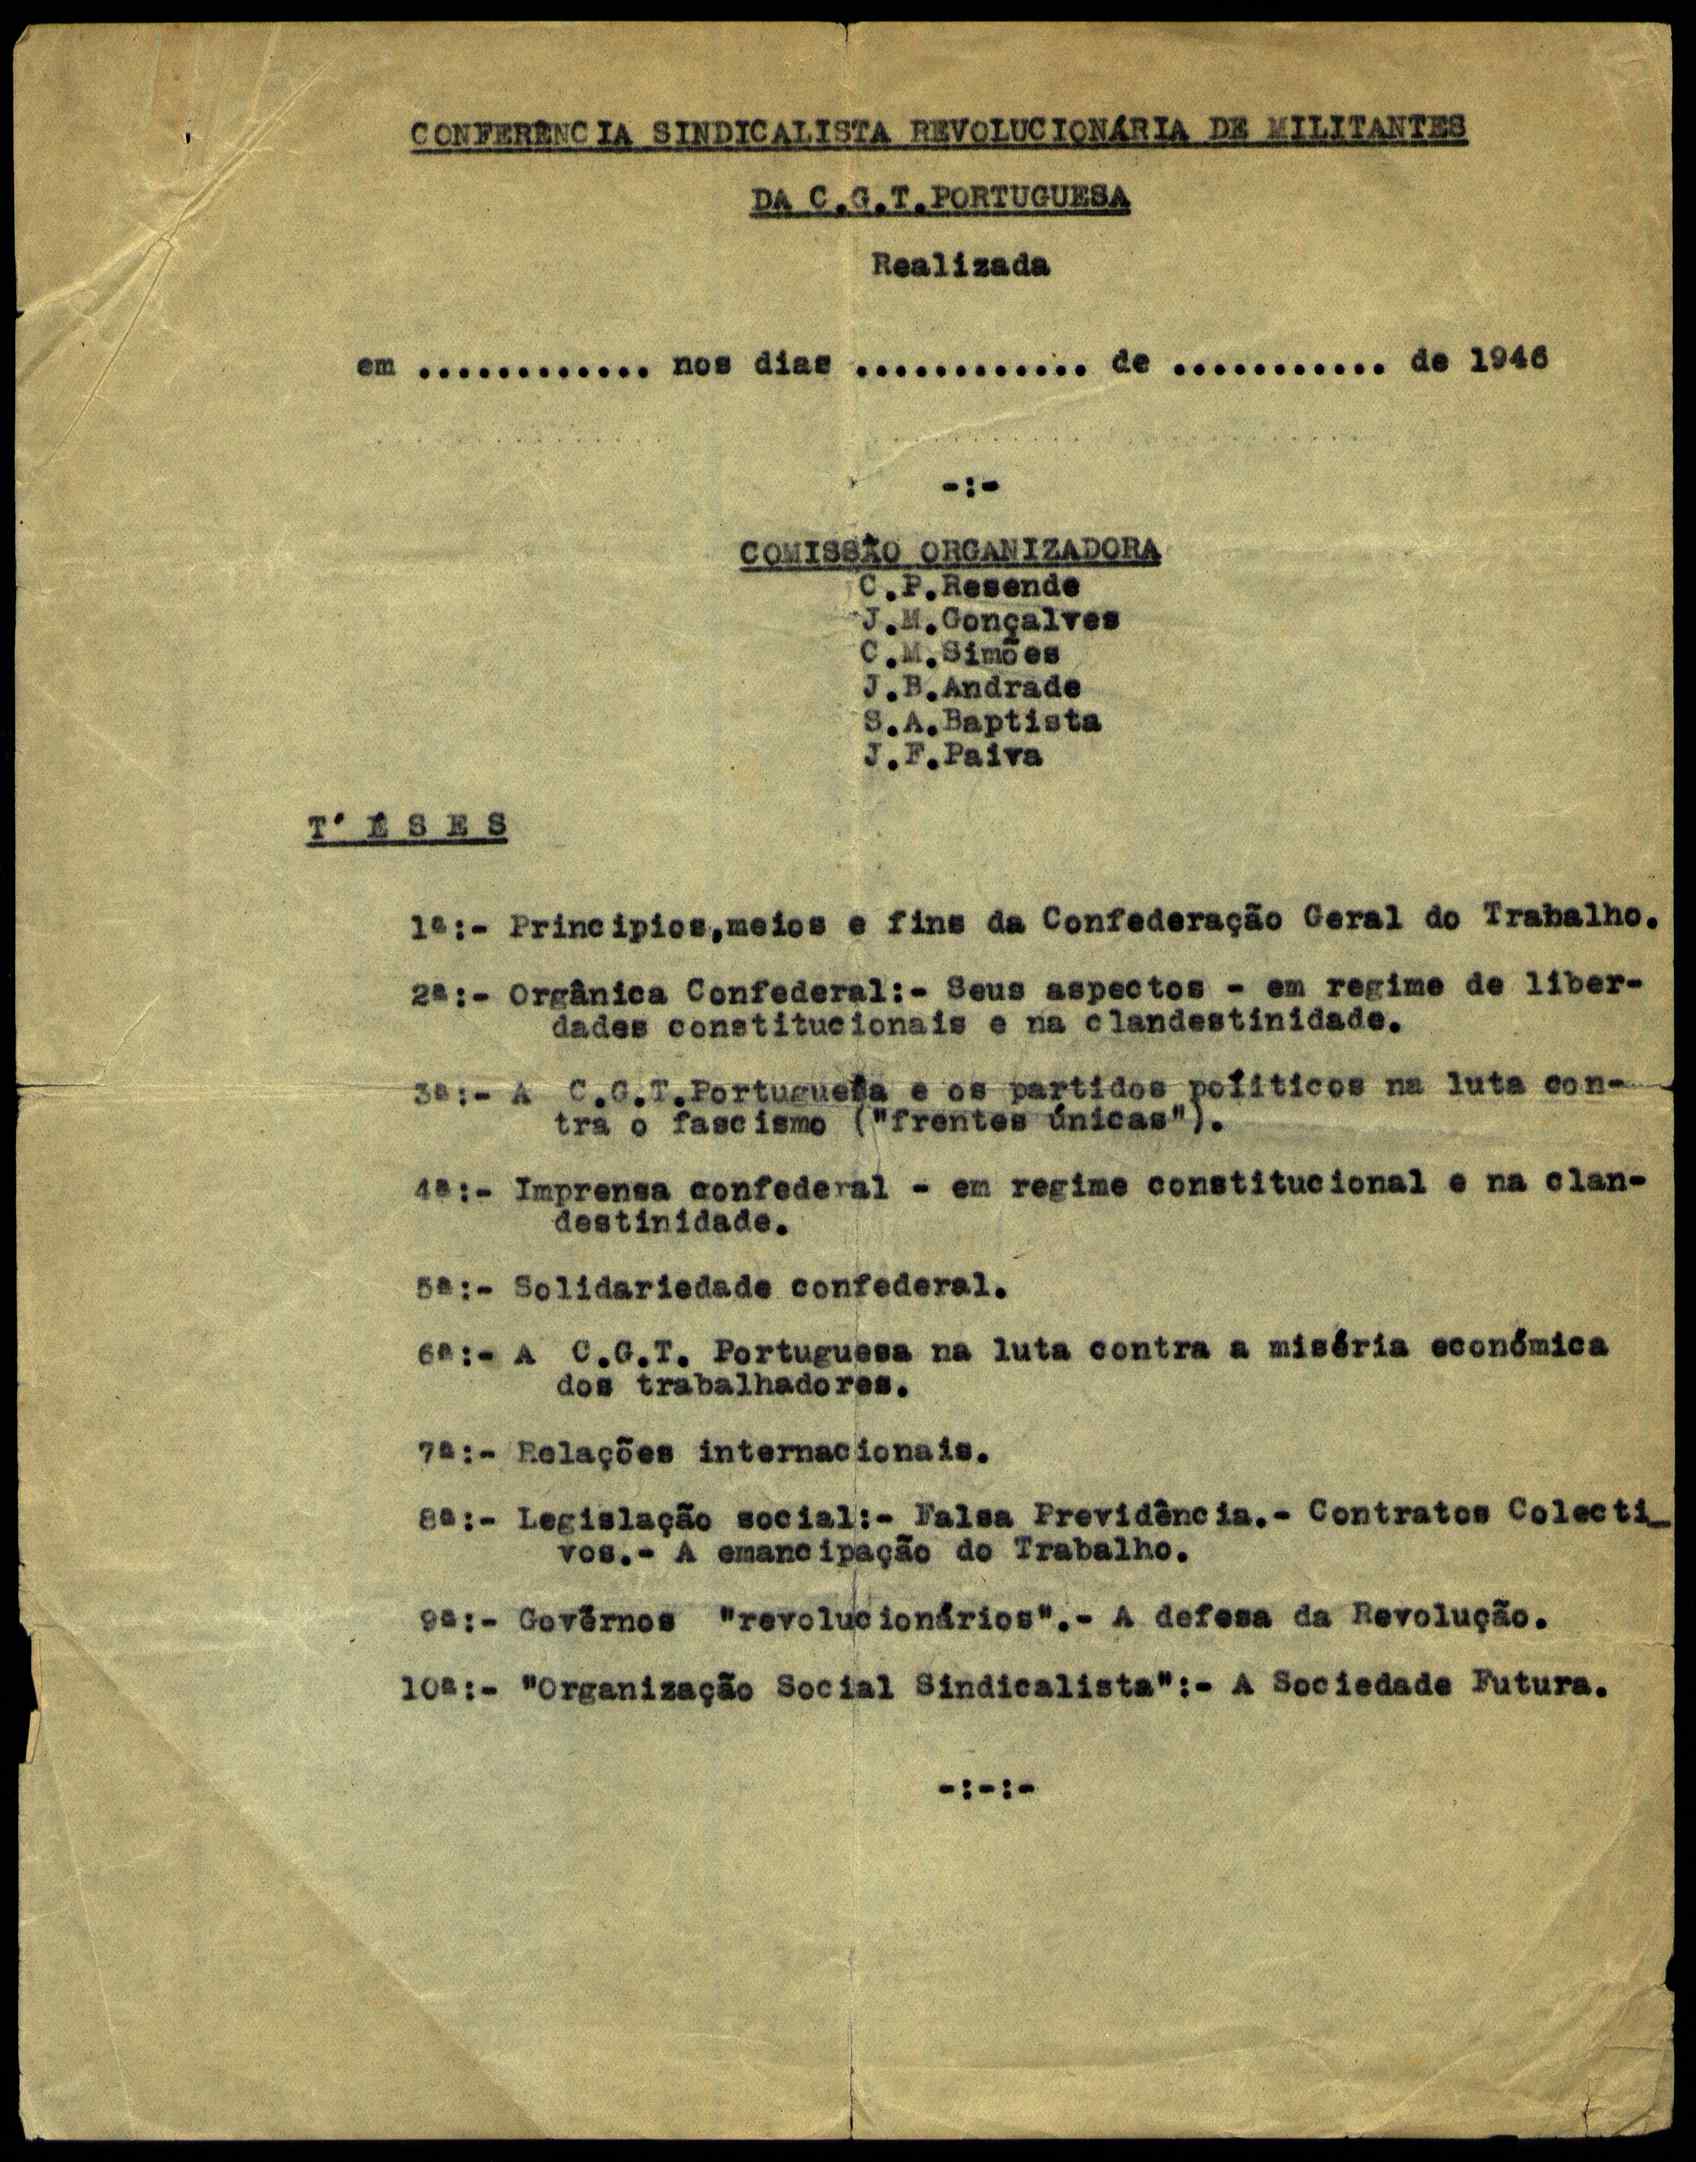 CONFERÊNCIA SINDICALISTA REVOLUCIONÁRIA DE MILITANTES
DA C.G.T.PORTUGUESA
Realizada
em ............ nos dias ............ de ........... de 1946
-:-
COMISSÃO ORGANIZADORA
C.P.Resende
J.M.Gonçalves
C.M.Simões
J.B.Andrade
S.A.Baptista
J.F.Paiva
T' É S E S
1ª:- Principios,meios e fins da Confederação Geral do Trabalho.
2ª:- Orgânica Confederal:- Seus aspectos - em regime de liber-
dades constitucionais e na clandestinidade.
3ª:- A C.G.T.Portuguesa e os partidos políticos na luta con-
tra o fascismo ("frentes únicas").
4ª:- Imprensa confederal - em regime constitucional e na clan-
destinidade.
5ª:- Solidariedade confederal.
6ª:- A C.G.T. Portuguesa na luta contra a miséria económica
dos trabalhadores.
7ª:- Relações internacionais.
8ª:- Legislação social:- Falsa Previdência.- Contratos Colecti_
vos.- A emancipação do Trabalho.
9ª:- Govêrnos "revolucionários".- A defesa da Revolução.
10ª:- "Organização Social Sindicalista":- A Sociedade Futura.
-:-:-